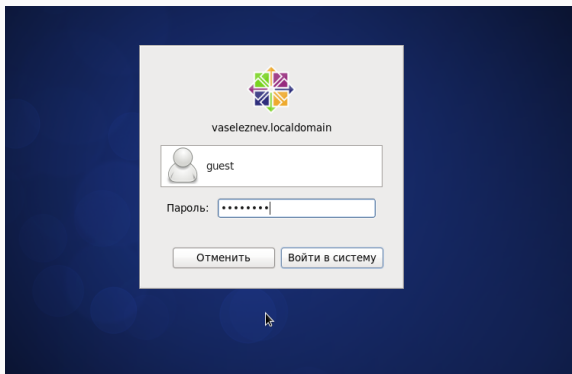 vaseleznev.localdomain
guest
Пароль: ••••••••
Отменить Войти в систему